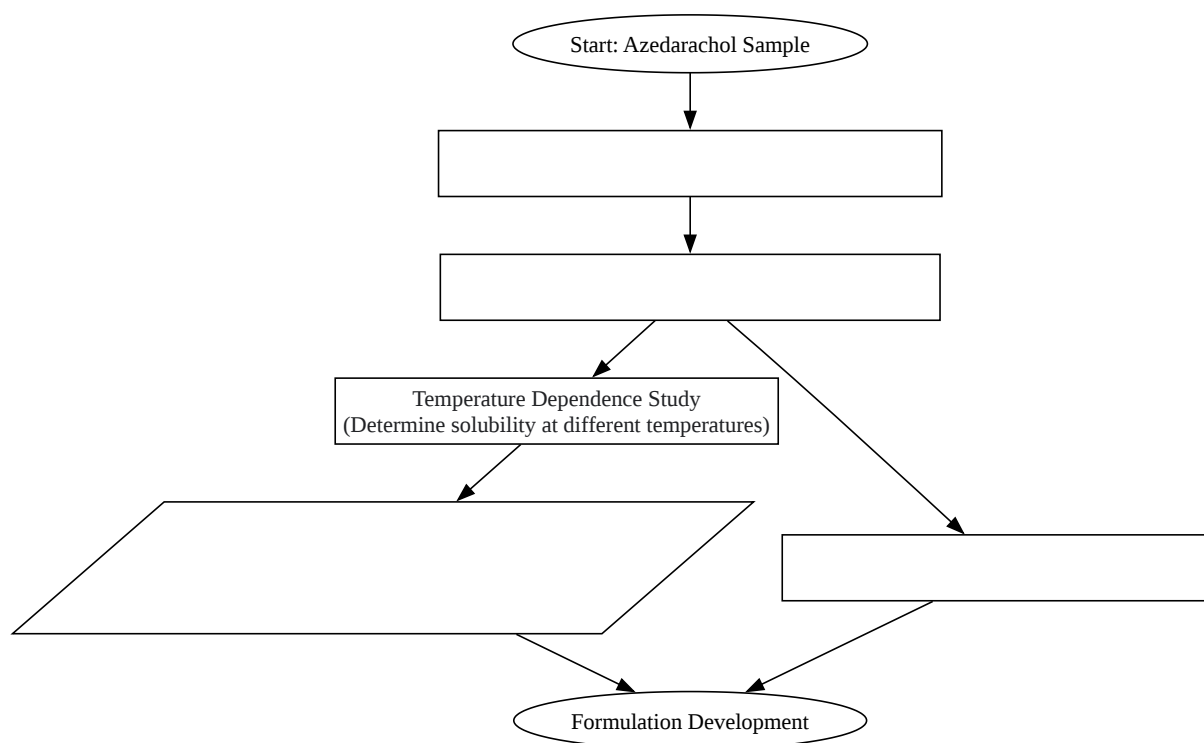 Start: Azedarachol Sample
Temperature Dependence Study
(Determine solubility at different temperatures)
Formulation Development